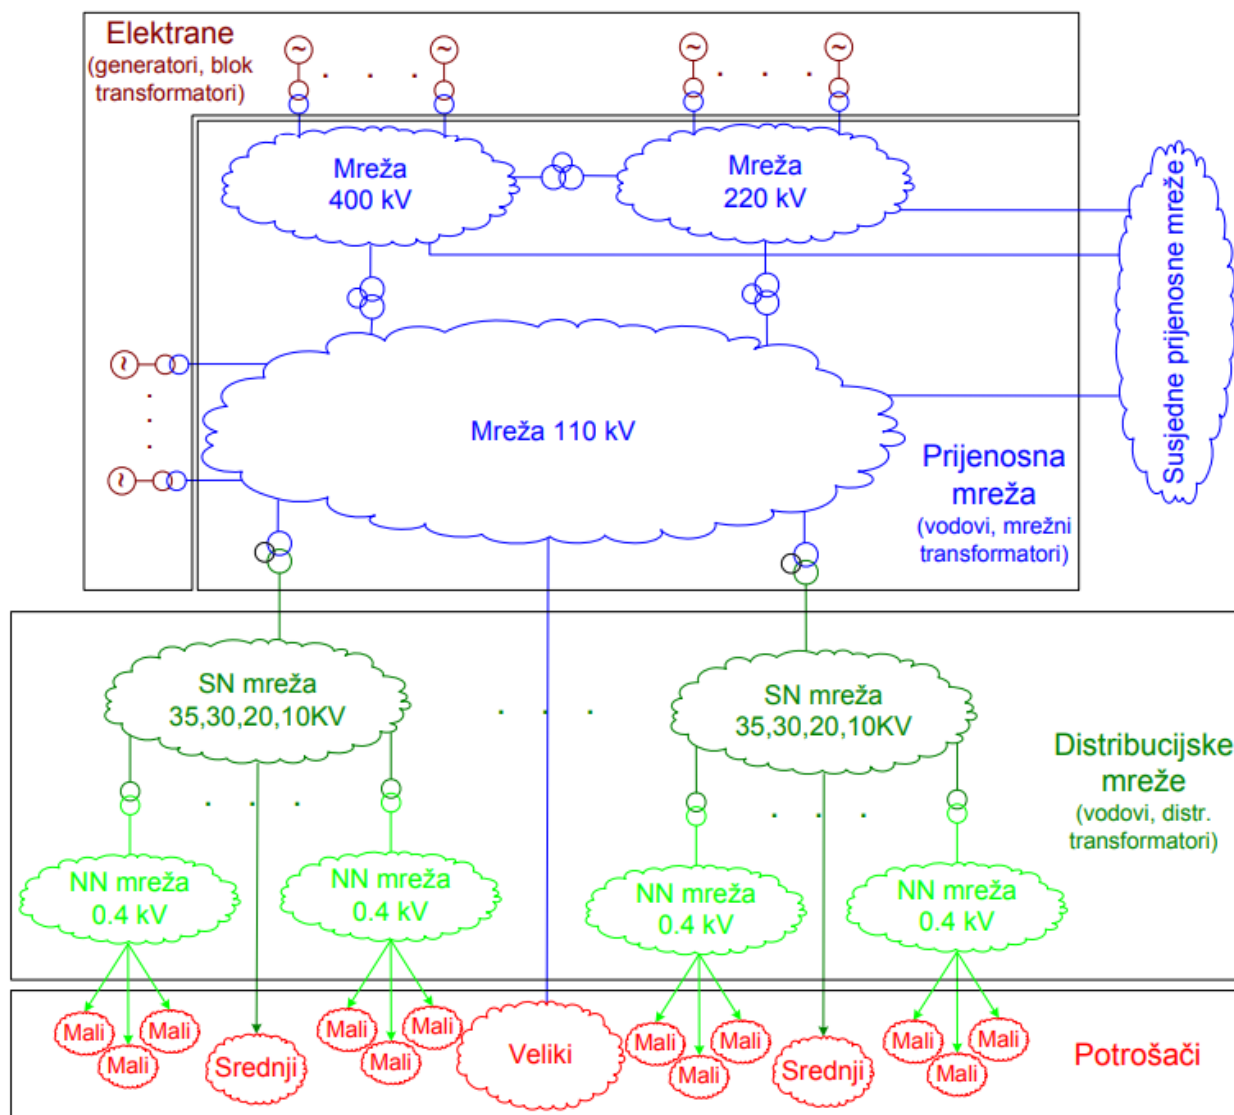 Elektrane
(generatori, blok
transformatori)
~
~
~
~
Mreža
400 kV
Mreža
220 kV
Susjedne prijenosne mreže
~
~
Mreža 110 kV
Prijenosna
mreža
(vodovi, mrežni
transformatori)
SN mreža
35,30,20,10KV
SN mreža
35,30,20,10KV
Distribucijske
mreže
(vodovi, distr.
transformatori)
NN mreža
0.4 kV
NN mreža
0.4 kV
NN mreža
0.4 kV
NN mreža
0.4 kV
Mali
Mali
Mali
Srednji
Mali
Mali
Mali
Veliki
Mali
Mali
Mali
Srednji
Mali
Mali
Mali
Potrošači